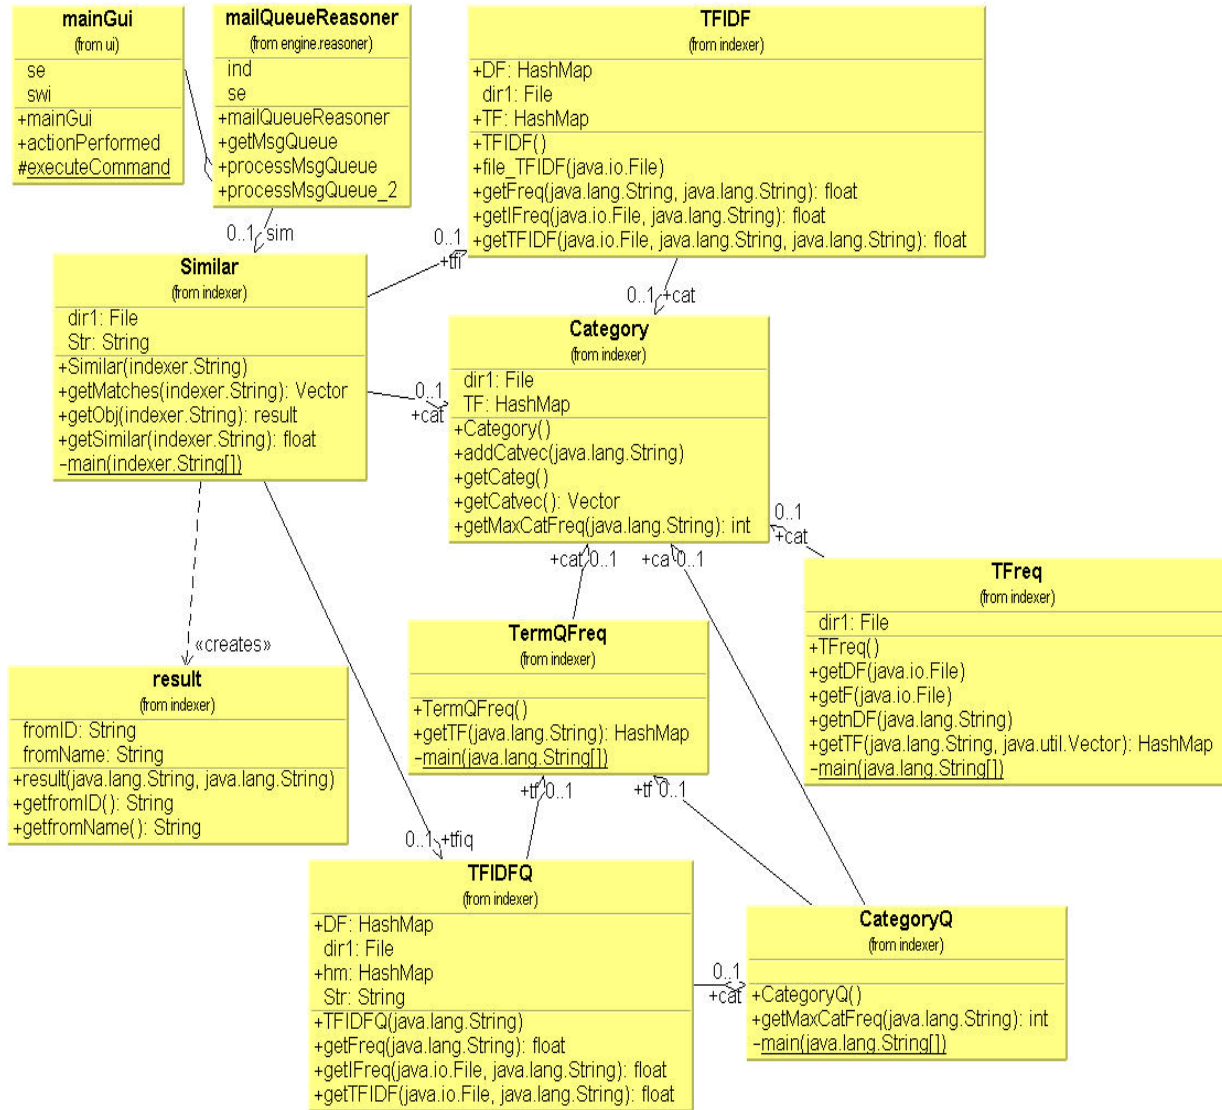 mainGui
(from ui)
se
swi
+mainGui
+actionPerformed
#executeCommand
mailQueueReasoner
(from engine.reasoner)
ind
se
+mailQueueReasoner
+getMsgQueue
+processMsgQueue
+processMsgQueue_2
TFIDF
(from indexer)
+DF: HashMap
dir1: File
+TF: HashMap
+TFIDF()
+file_TFIDF(java.io.File)
+getFreq(java.lang.String, java.lang.String): float
+getIFreq(java.io.File, java.lang.String): float
+getTFIDF(java.io.File, java.lang.String, java.lang.String): float
0..1 sim
0..1
+tfi
0..1 +cat
Similar
(from indexer)
dir1: File
Str: String
+Similar(indexer.String)
+getMatches(indexer.String): Vector
+getObj(indexer.String): result
+getSimilar(indexer.String): float
-main(indexer.String[])
0..1
+cat
Category
(from indexer)
dir1: File
TF: HashMap
+Category()
+addCatvec(java.lang.String)
+getCateg()
+getCatvec(): Vector
+getMaxCatFreq(java.lang.String): int
0..1
+cat
+cat 0..1
+ca 0..1
TFreq
(from indexer)
dir1: File
+TFreq()
+getDF(java.io.File)
+getF(java.io.File)
+getnDF(java.lang.String)
+getTF(java.lang.String, java.util.Vector): HashMap
-main(java.lang.String[])
«creates»
TermQFreq
(from indexer)
+TermQFreq()
+getTF(java.lang.String): HashMap
-main(java.lang.String[])
result
(from indexer)
fromID: String
fromName: String
+result(java.lang.String, java.lang.String)
+getfromID(): String
+getfromName(): String
+tf 0..1
+tf 0..1
0..1 +tfiq
TFIDFQ
(from indexer)
+DF: HashMap
dir1: File
+hm: HashMap
Str: String
+TFIDFQ(java.lang.String)
+getFreq(java.lang.String): float
+getIFreq(java.io.File, java.lang.String): float
+getTFIDF(java.io.File, java.lang.String): float
0..1
+cat
CategoryQ
(from indexer)
+CategoryQ()
+getMaxCatFreq(java.lang.String): int
-main(java.lang.String[])